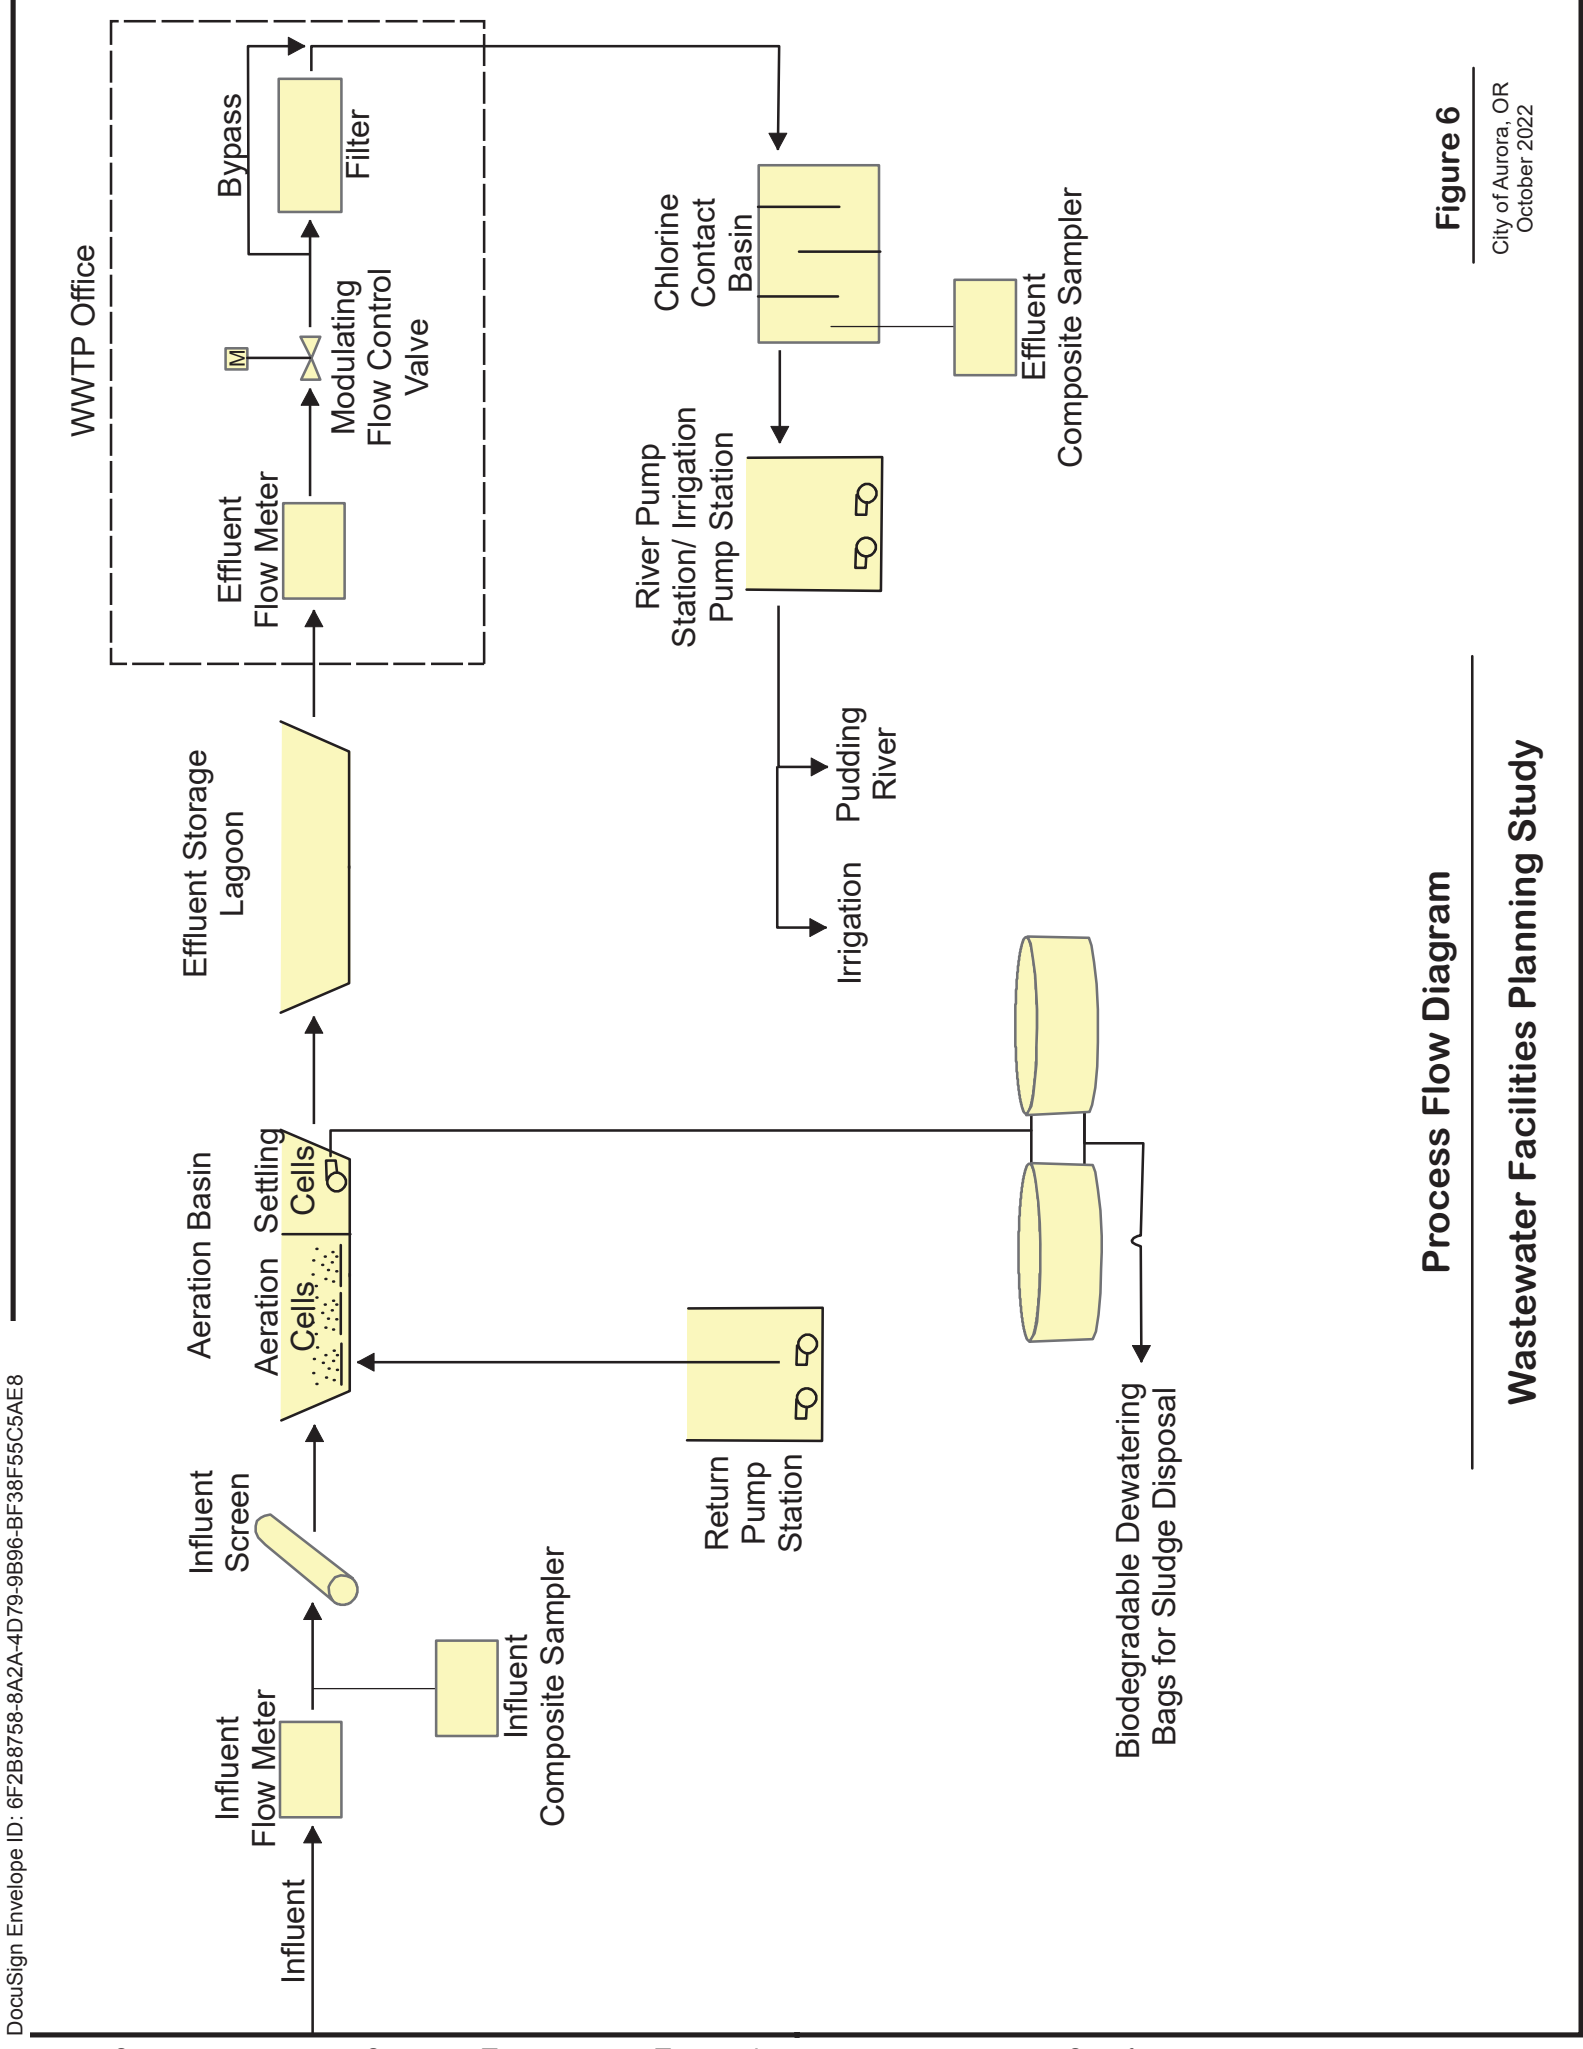 DocuSign Envelope ID: 6F2B8758-8A2A-4D79-9B96-BF38F55C5AE8
WWTP Office
Influent
Influent
Flow Meter
Influent
Composite Sampler
Influent
Screen
Aeration Basin
Aeration
Cells
Settling
Cells
Effluent Storage
Lagoon
Effluent
Flow Meter
M
Modulating
Flow Control
Valve
Bypass
Filter
Chlorine
Contact
Basin
Effluent
Composite Sampler
River Pump
Station/ Irrigation
Pump Station
Pudding
River
Irrigation
Return
Pump
Station
Biodegradable Dewatering
Bags for Sludge Disposal
Process Flow Diagram
Wastewater Facilities Planning Study
Figure 6
City of Aurora, OR
October 2022